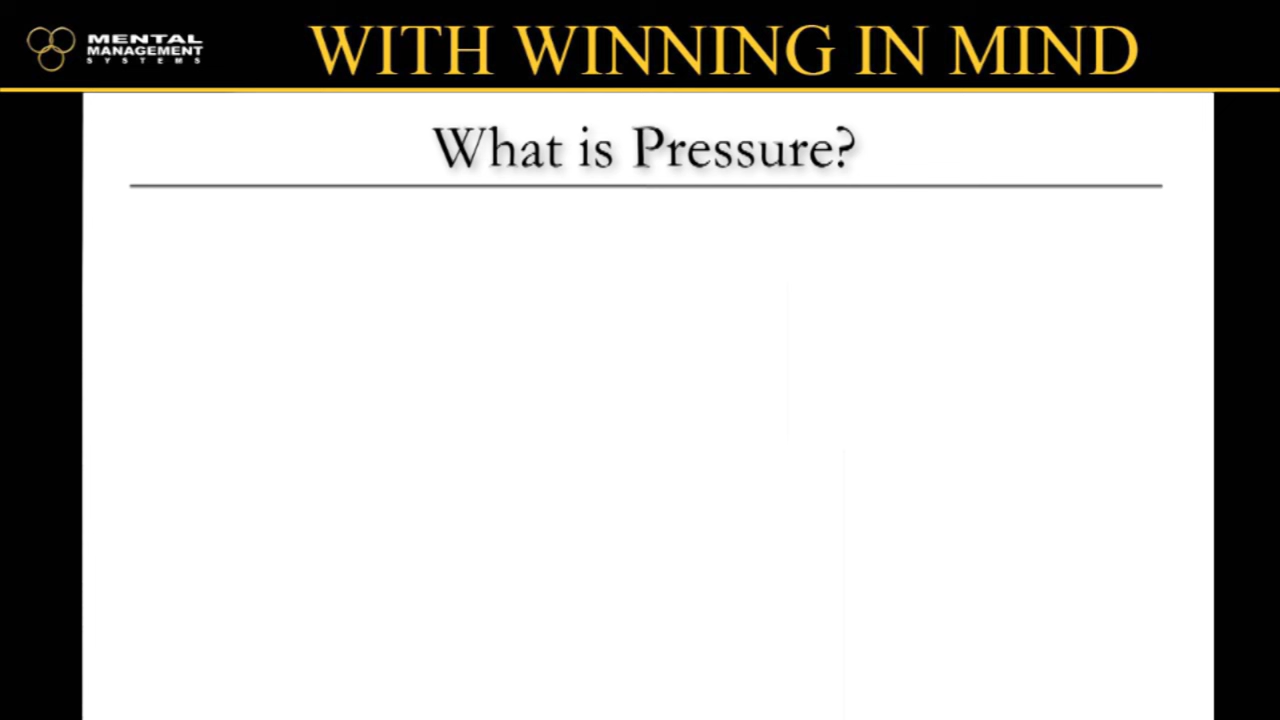 MENTAL
MANAGEMENT
SYSTEMS
WITH WINNING IN MIND
What is Pressure?